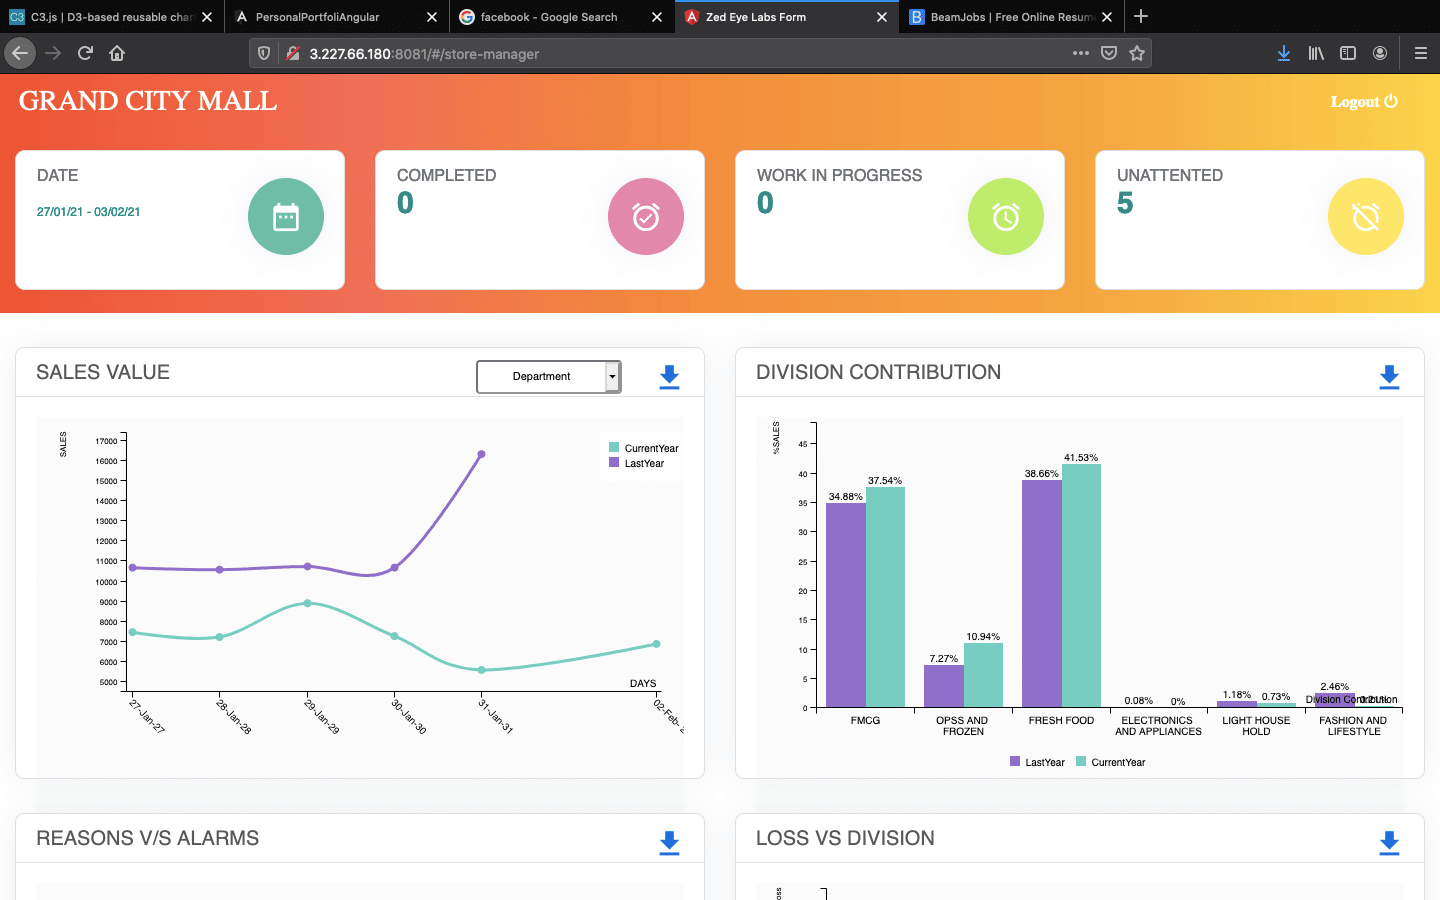 C3.js | D3-based reusable char
PersonalPortfoliAngular
facebook - Google Search
Zed Eye Labs Form
BeamJobs | Free Online Resum
3.227.66.180:8081/#/store-manager
GRAND CITY MALL
Logout
DATE
27/01/21 - 03/02/21
COMPLETED
0
WORK IN PROGRESS
0
UNATTENTED
5
SALES VALUE
Department
SALES
17000
16000
15000
14000
13000
12000
11000
10000
9000
8000
7000
6000
5000
CurrentYear
LastYear
DAYS
27-Jan-27
28-Jan-28
29-Jan-29
30-Jan-30
31-Jan-31
02-Feb-
DIVISION CONTRIBUTION
%SALES
45
40
35
30
25
20
15
10
5
0
34.88%
37.54%
7.27%
10.94%
38.66%
41.53%
0.08%
0%
1.18%
0.73%
2.46%
Division Contribution
FMCG
OPSS AND
FROZEN
FRESH FOOD
ELECTRONICS
AND APPLIANCES
LIGHT HOUSE
HOLD
FASHION AND
LIFESTYLE
LastYear
CurrentYear
REASONS V/S ALARMS
LOSS VS DIVISION